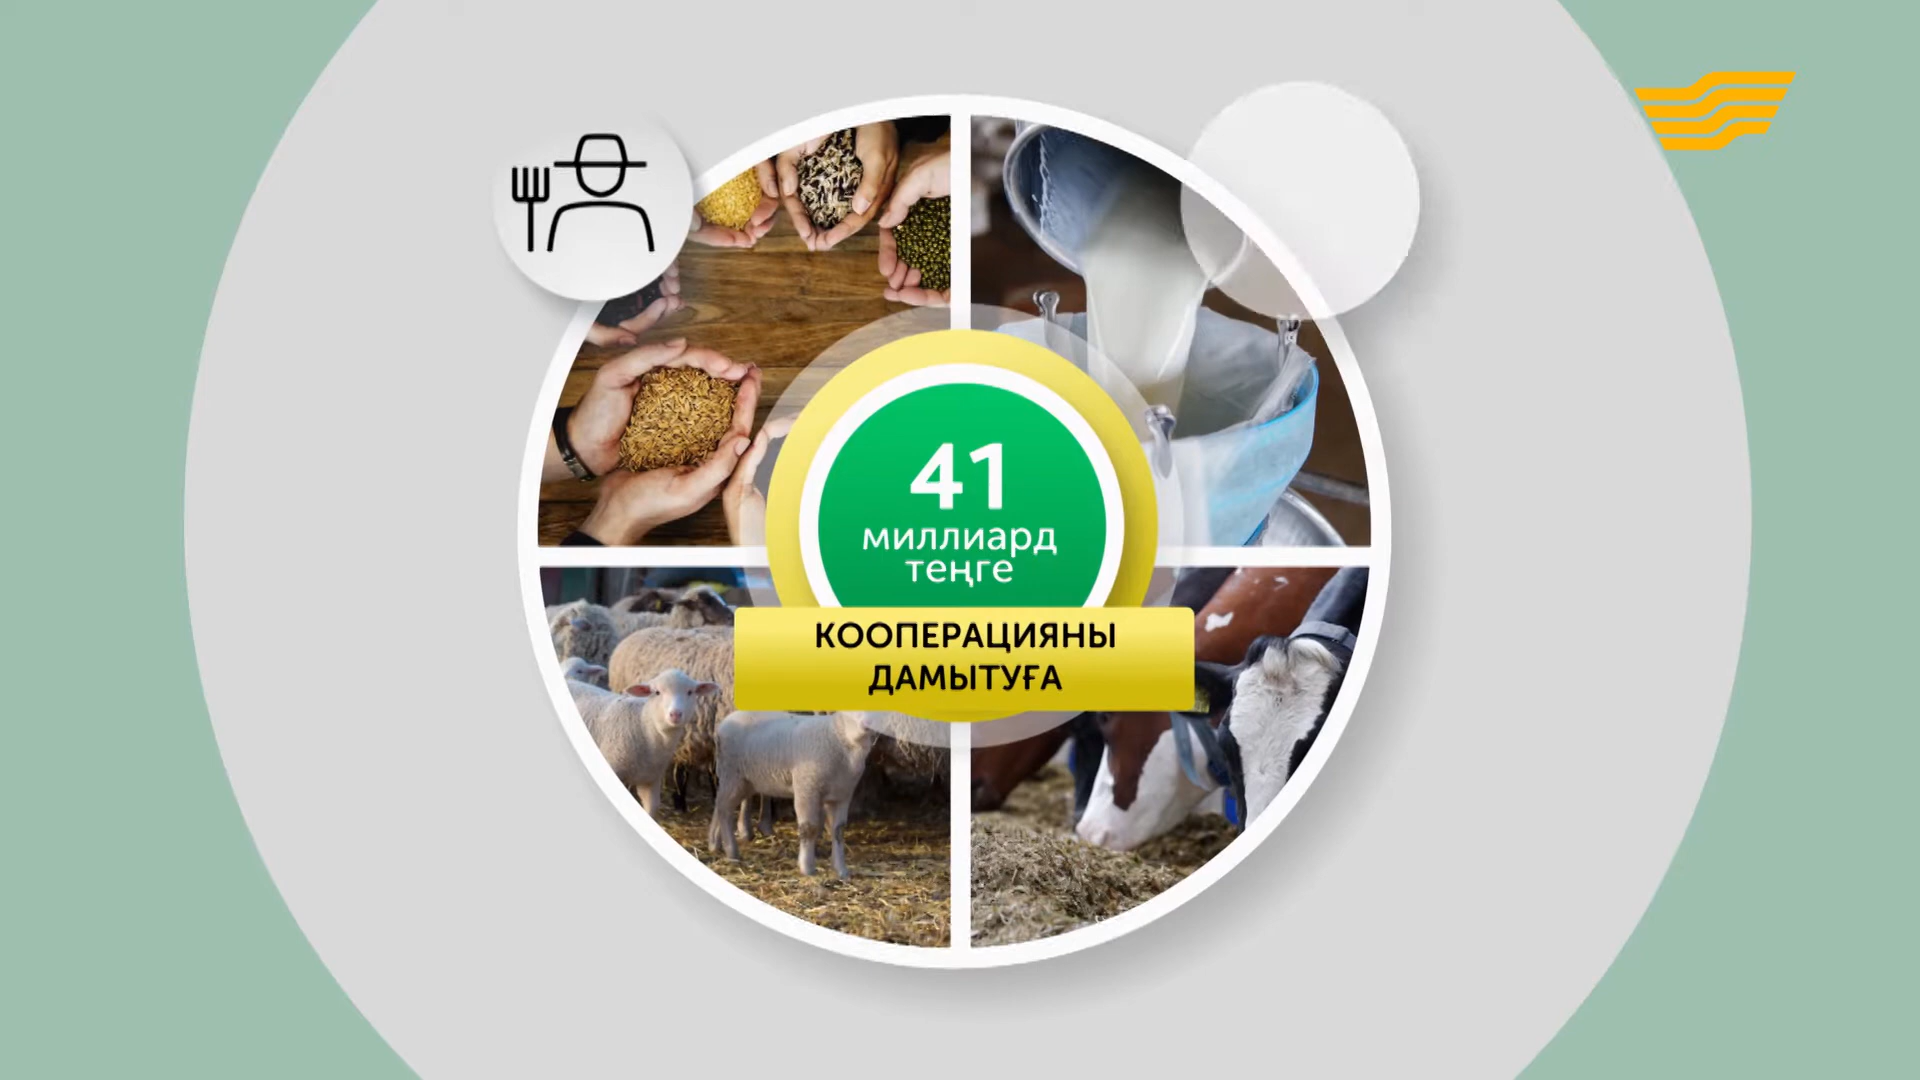 41
миллиард
теңге
КООПЕРАЦИЯНЫ
ДАМЫТУҒА